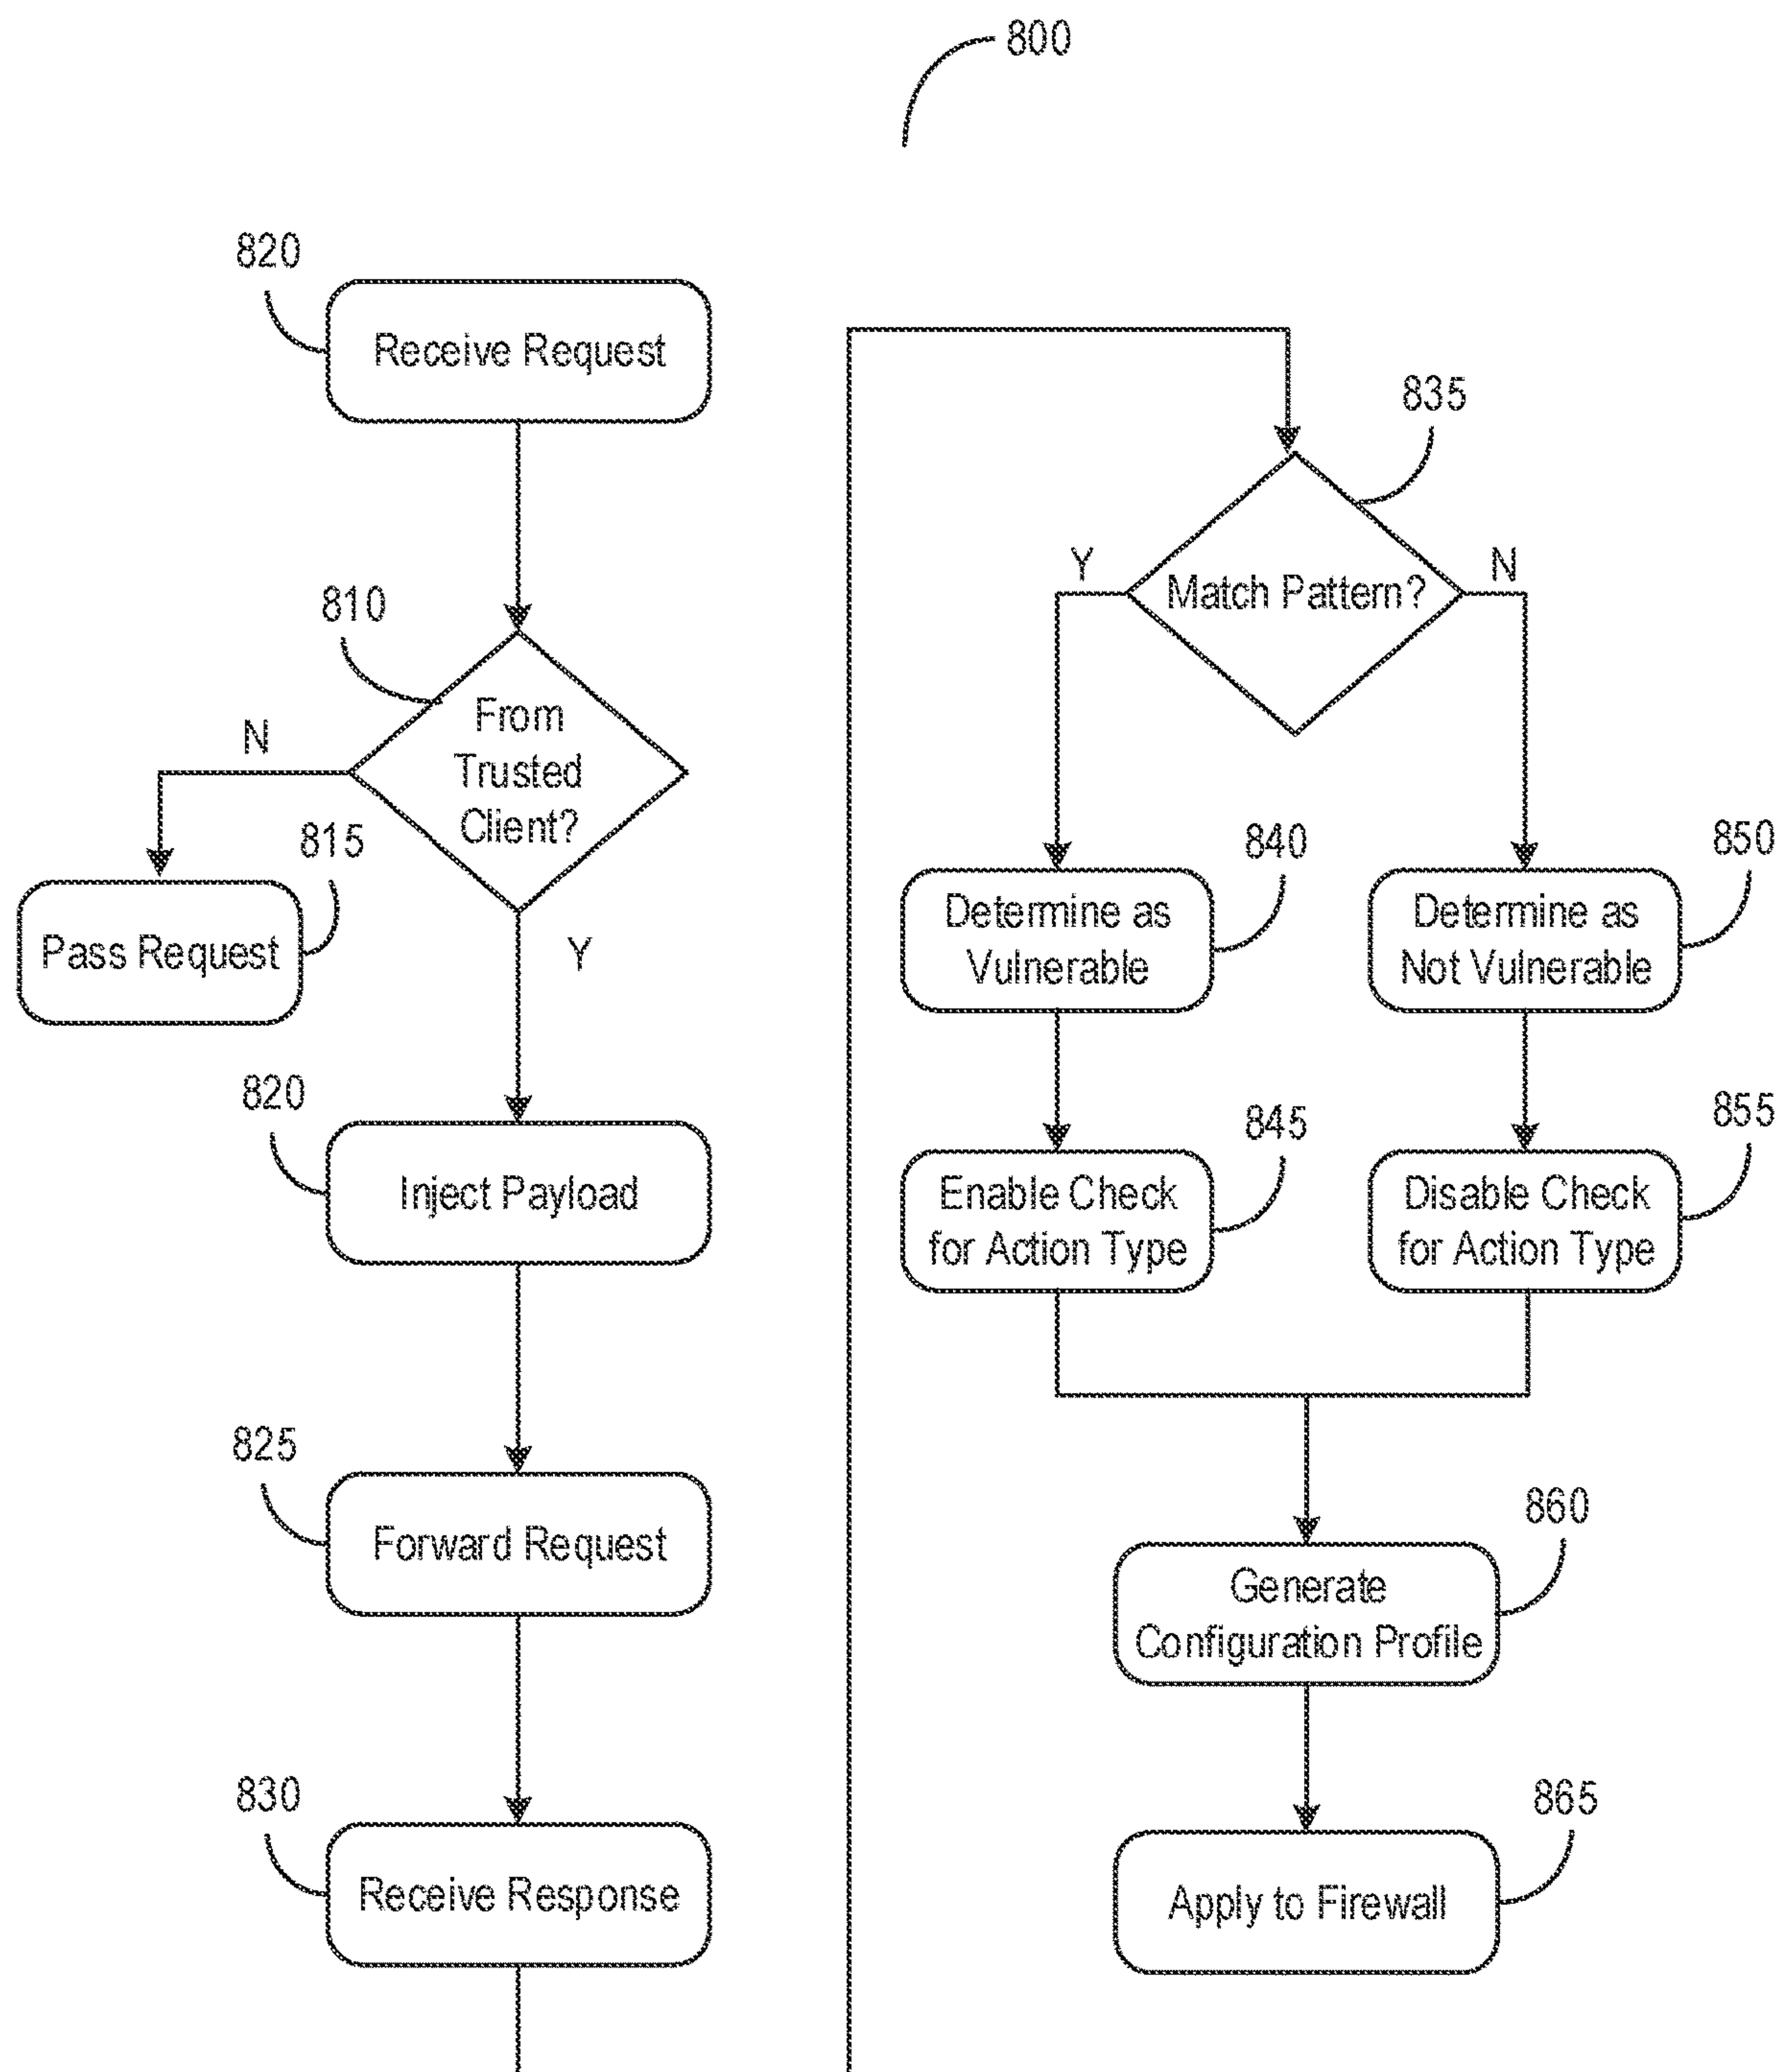 800
820
Receive Request
810
From
Trusted
Client?
N
Y
815
Pass Request
820
Inject Payload
825
Forward Request
830
Receive Response
835
Match Pattern?
Y
N
840
Determine as
Vulnerable
850
Determine as
Not Vulnerable
845
Enable Check
for Action Type
855
Disable Check
for Action Type
860
Generate
Configuration Profile
865
Apply to Firewall